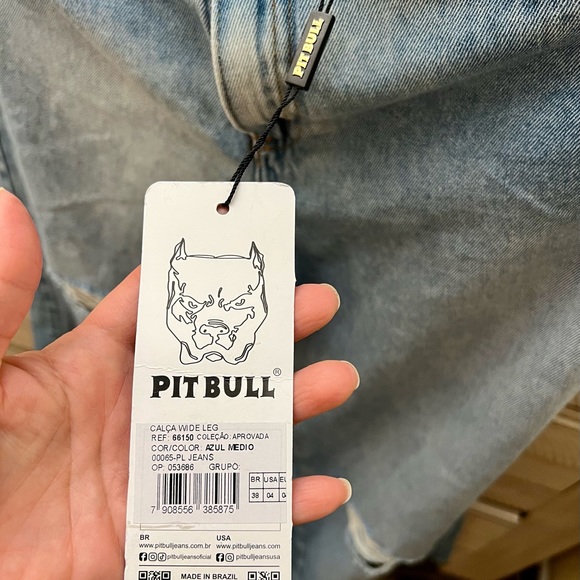 PIT BULL
PIT BULL®
CALÇA WIDE LEG
REF: 66150 COLEÇÃO: APROVADA
COR/COLOR: AZUL MEDIO
00065-PL JEANS
OP: 053686 GRUPO:
BR USA
38 04
7 908556 385875
BR USA
www.pitbulljeans.com.br www.pitbulljeans.com
pitbulljeansoficial pitbulljeansusa
MADE IN BRAZIL